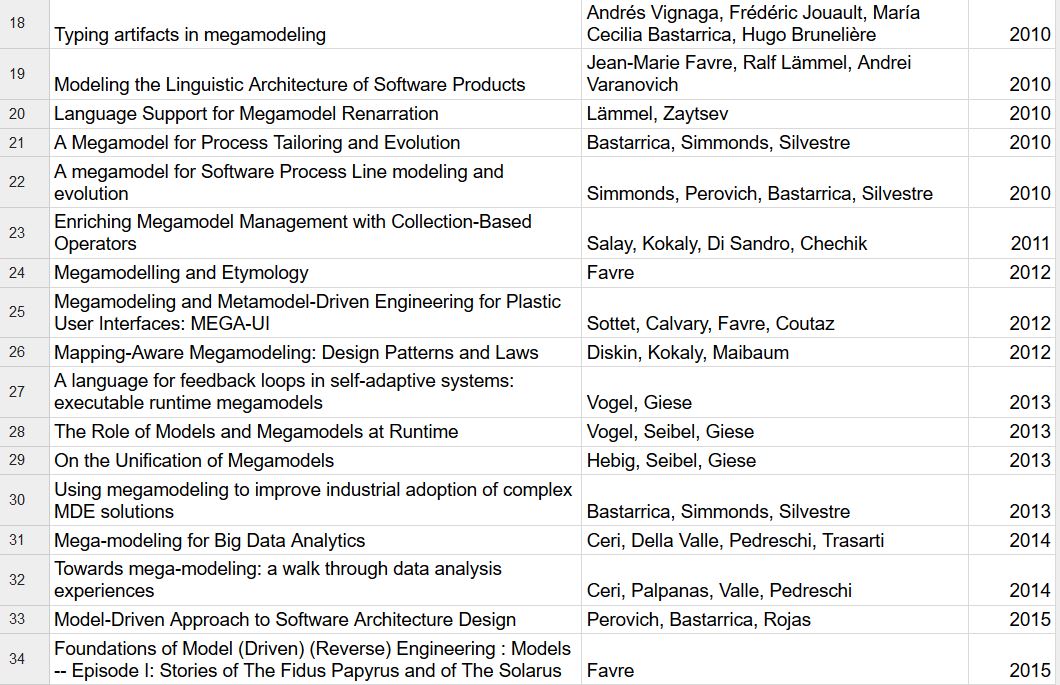 18
Typing artifacts in megamodeling
Andrés Vignaga, Frédéric Jouault, María
Cecilia Bastarrica, Hugo Brunelière
2010
19
Modeling the Linguistic Architecture of Software Products
Jean-Marie Favre, Ralf Lämmel, Andrei
Varanovich
2010
20
Language Support for Megamodel Renarration
Lämmel, Zaytsev
2010
21
A Megamodel for Process Tailoring and Evolution
Bastarrica, Simmonds, Silvestre
2010
22
A megamodel for Software Process Line modeling and
evolution
Simmonds, Perovich, Bastarrica, Silvestre
2010
23
Enriching Megamodel Management with Collection-Based
Operators
Salay, Kokaly, Di Sandro, Chechik
2011
24
Megamodelling and Etymology
Favre
2012
25
Megamodeling and Metamodel-Driven Engineering for Plastic
User Interfaces: MEGA-UI
Sottet, Calvary, Favre, Coutaz
2012
26
Mapping-Aware Megamodeling: Design Patterns and Laws
Diskin, Kokaly, Maibaum
2012
27
A language for feedback loops in self-adaptive systems:
executable runtime megamodels
Vogel, Giese
2013
28
The Role of Models and Megamodels at Runtime
Vogel, Seibel, Giese
2013
29
On the Unification of Megamodels
Hebig, Seibel, Giese
2013
30
Using megamodeling to improve industrial adoption of complex
MDE solutions
Bastarrica, Simmonds, Silvestre
2013
31
Mega-modeling for Big Data Analytics
Ceri, Della Valle, Pedreschi, Trasarti
2014
32
Towards mega-modeling: a walk through data analysis
experiences
Ceri, Palpanas, Valle, Pedreschi
2014
33
Model-Driven Approach to Software Architecture Design
Perovich, Bastarrica, Rojas
2015
34
Foundations of Model (Driven) (Reverse) Engineering : Models
-- Episode I: Stories of The Fidus Papyrus and of The Solarus
Favre
2015